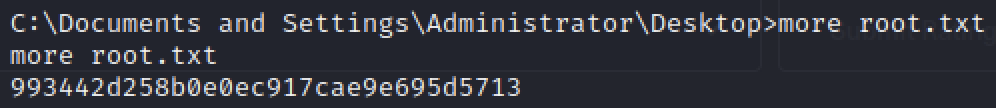 C:\Documents and Settings\Administrator\Desktop>more root.txt
more root.txt
993442d258b0e0ec917cae9e695d5713